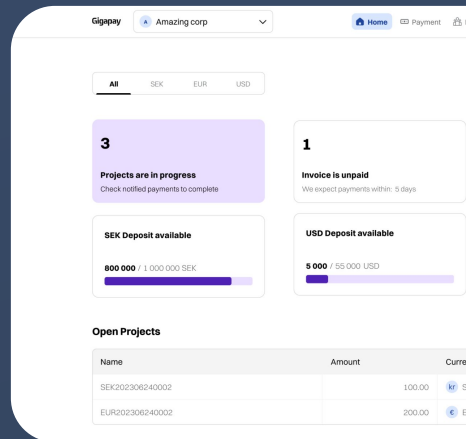 Gigapay
A Amazing corp
Home
Payment
All SEK EUR USD
3
Projects are in progress
Check notified payments to complete
1
Invoice is unpaid
We expect payments within: 5 days
SEK Deposit available
800 000 / 1 000 000 SEK
USD Deposit available
5 000 / 55 000 USD
Open Projects
Name Amount Curre
SEK202306240002 100.00 kr S
EUR202306240002 200.00 € E